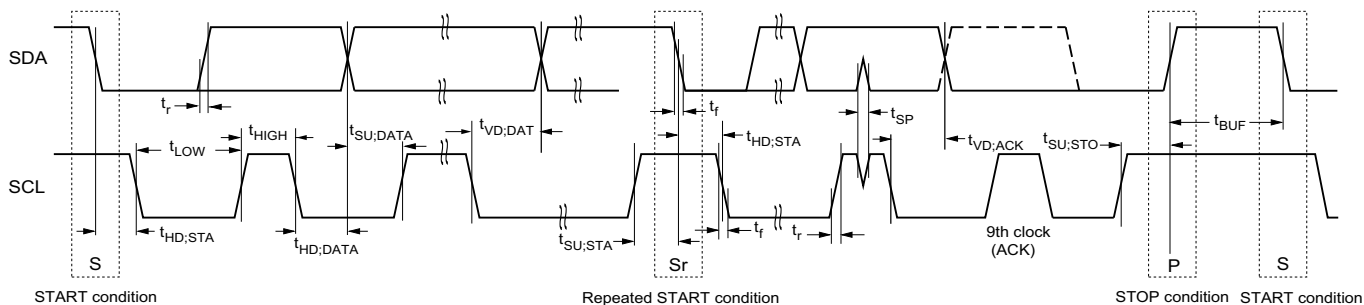 SDA
t_r
t_f
t_SP
t_BUF
t_HIGH
t_SU;DATA
t_VD;DAT
t_LOW
t_HD;STA
t_VD;ACK
t_SU;STO
SCL
t_HD;STA
t_HD;DATA
t_SU;STA
t_f
t_r
9th clock
(ACK)
S
Sr
P
S
START condition
Repeated START condition
STOP condition
START condition